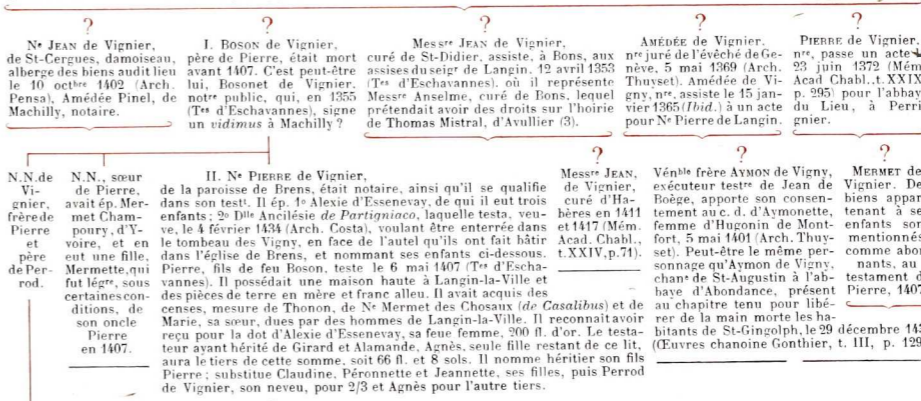 ?
Nᵉ JEAN de Vignier,
de St-Cergues, damoiseau,
alberge des biens audit lieu
le 10 octbʳᵉ 1402 (Arch.
Pensa), Amédée Pinel, de
Machilly, notaire.
?
I. BOSON de Vignier,
père de Pierre, était mort
avant 1407. C'est peut-être
lui, Bosonet de Vignier.
notʳᵉ public, qui, en 1355
(Tᵉˢ d'Eschavannes), signe
un vidimus à Machilly ?
?
Messʳᵉ JEAN de Vignier,
curé de St-Didier, assiste, à Bons, aux
assises du seigʳ de Langin. 12 avril 1353
(Tᵉˢ d'Eschavannes). où il représente
Messʳᵉ Anselme, curé de Bons, lequel
prétendait avoir des droits sur l'hoirie
de Thomas Mistral, d'Avullier (3).
?
AMÉDÉE de Vignier.
nʳᵉ juré de l'évêché de Ge-
nève, 5 mai 1369 (Arch.
Thuyset). Amédée de Vi-
gny, nʳᵉ, assiste le 15 jan-
vier 1365 (Ibid.) à un acte
pour Nᵉ Pierre de Langin.
?
PIERRE de Vignier.
nʳᵉ, passe un acte le
23 juin 1372 (Mém.
Acad Chabl., t. XXIX
p. 295) pour l'abbay
du Lieu, à Perri
gnier.
N.N. de
Vi-
gnier,
frère de
Pierre
et
père
de Per-
rod.
N.N., sœur
de Pierre,
avait ép. Mer-
met Cham-
poury, d'Y-
voire, et en
eut une fille,
Mermette, qui
fut légʳᵉ, sous
certaines con-
ditions, de
son oncle
Pierre
en 1407.
II. Nᵉ PIERRE de Vignier,
de la paroisse de Brens, était notaire, ainsi qu'il se qualifie
dans son testᵗ. Il ép. 1º Alexie d'Essenevay, de qui il eut trois
enfants ; 2º Dˡˡᵉ Ancilésie de Partigniaco, laquelle testa, veu-
ve, le 4 février 1434 (Arch. Costa), voulant être enterrée dans
le tombeau des Vigny, en face de l'autel qu'ils ont fait bâtir
dans l'église de Brens, et nommant ses enfants ci-dessous.
Pierre, fils de feu Boson, teste le 6 mai 1407 (Tᵉˢ d'Escha-
vannes). Il possédait une maison haute à Langin-la-Ville et
des pièces de terre en mère et franc alleu. Il avait acquis des
censes, mesure de Thonon, de Nᵉ Mermet des Chosaux (de Casalibus) et de
Marie, sa sœur, dues par des hommes de Langin-la-Ville. Il reconnait avoir
reçu pour la dot d'Alexie d'Essenevay, sa feue femme, 200 fl. d'or. Le testa-
teur ayant hérité de Girard et Alamande, Agnès, seule fille restant de ce lit,
aura le tiers de cette somme, soit 66 fl. et 8 sols. Il nomme héritier son fils
Pierre ; substitue Claudine, Péronnette et Jeannette, ses filles, puis Perrod
de Vignier, son neveu, pour 2/3 et Agnès pour l'autre tiers.
?
Messʳᵉ JEAN,
de Vignier,
curé d'Ha-
bères en 1411
et 1417 (Mém.
Acad. Chabl.,
t. XXIV, p. 71).
?
Vénᵇˡᵉ frère AYMON de Vigny,
exécuteur testʳᵉ de Jean de
Boège, apporte son consen-
tement au c. d. d'Aymonette,
femme d'Hugonin de Mont-
fort, 5 mai 1401 (Arch. Thuy-
set). Peut-être le même per-
sonnage qu'Aymon de Vigny,
chanᵉ de St-Augustin à l'ab-
baye d'Abondance, présent
au chapitre tenu pour libé-
rer de la main morte les ha-
bitants de St-Gingolph, le 29 décembre 143
(Œuvres chanoine Gonthier, t. III, p. 129
?
MERMET de
Vignier. De
biens appar
tenant à se
enfants son
mentionnés
comme abor
nants, au
testament d
Pierre, 1407